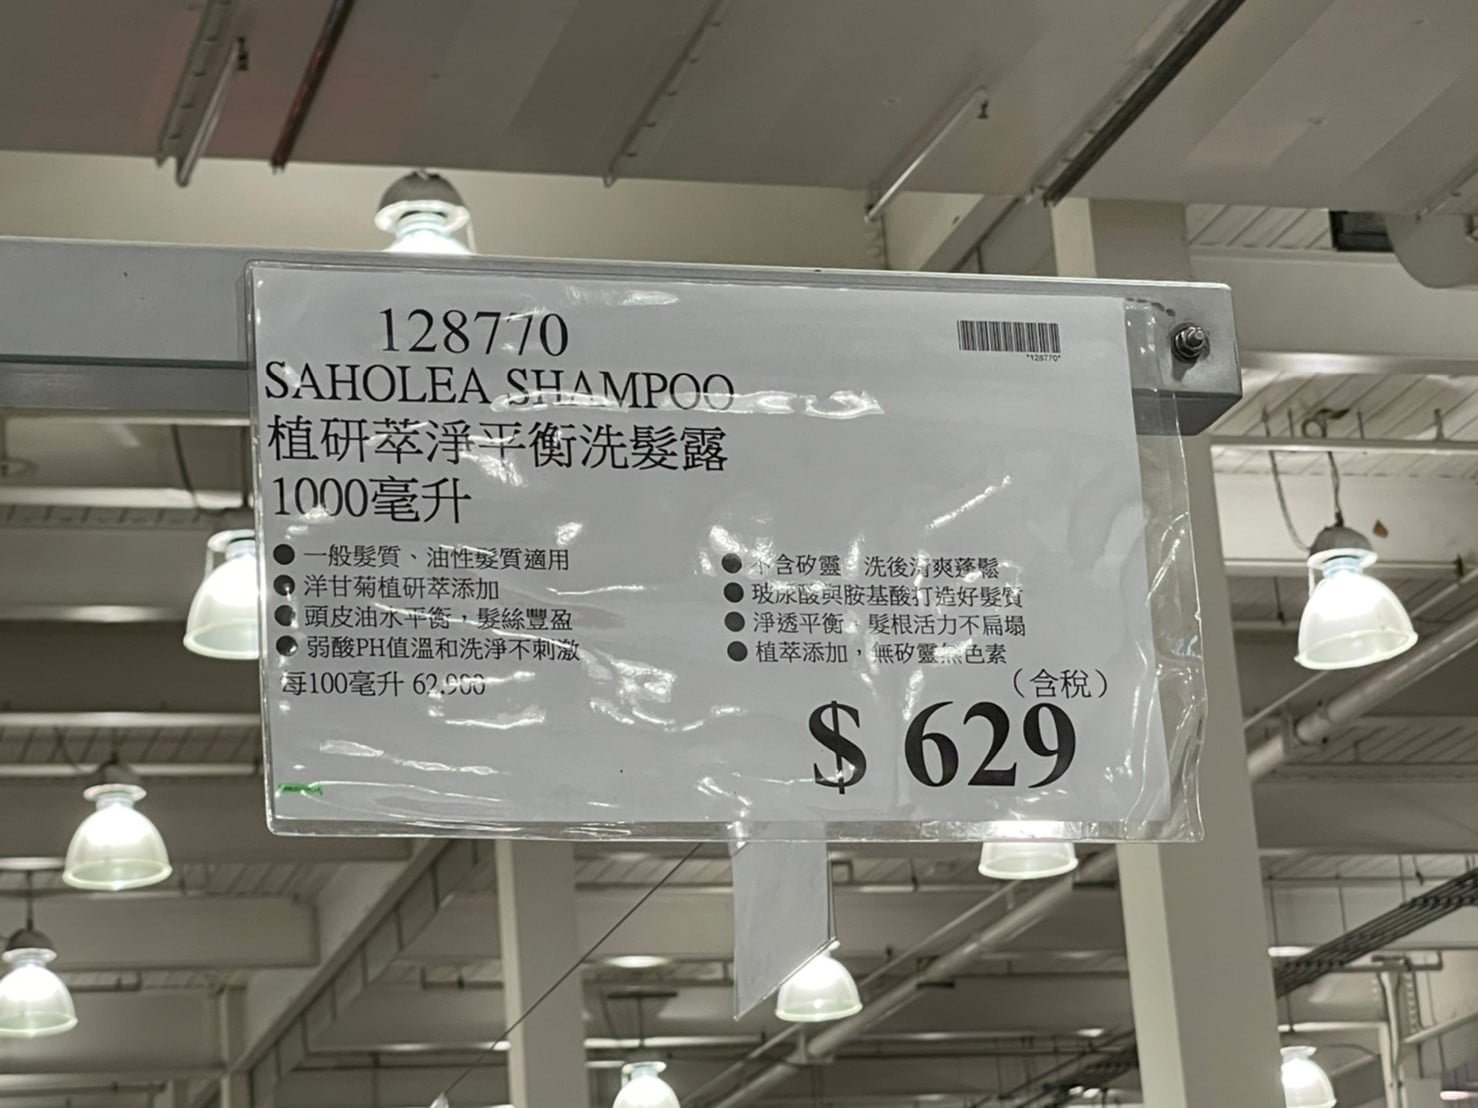 128770
"128770"
SAHOLEA SHAMPOO
植研萃淨平衡洗髮露
1000毫升
● 一般髮質、油性髮質適用
● 洋甘菊植研萃添加
● 頭皮油水平衡,髮絲豐盈
● 弱酸PH值溫和洗淨不刺激
每100毫升 62.900
● 不含矽靈,洗後清爽蓬鬆
● 玻尿酸與胺基酸打造好髮質
● 淨透平衡,髮根活力不扁塌
● 植萃添加,無矽靈無色素
(含稅)
$ 629